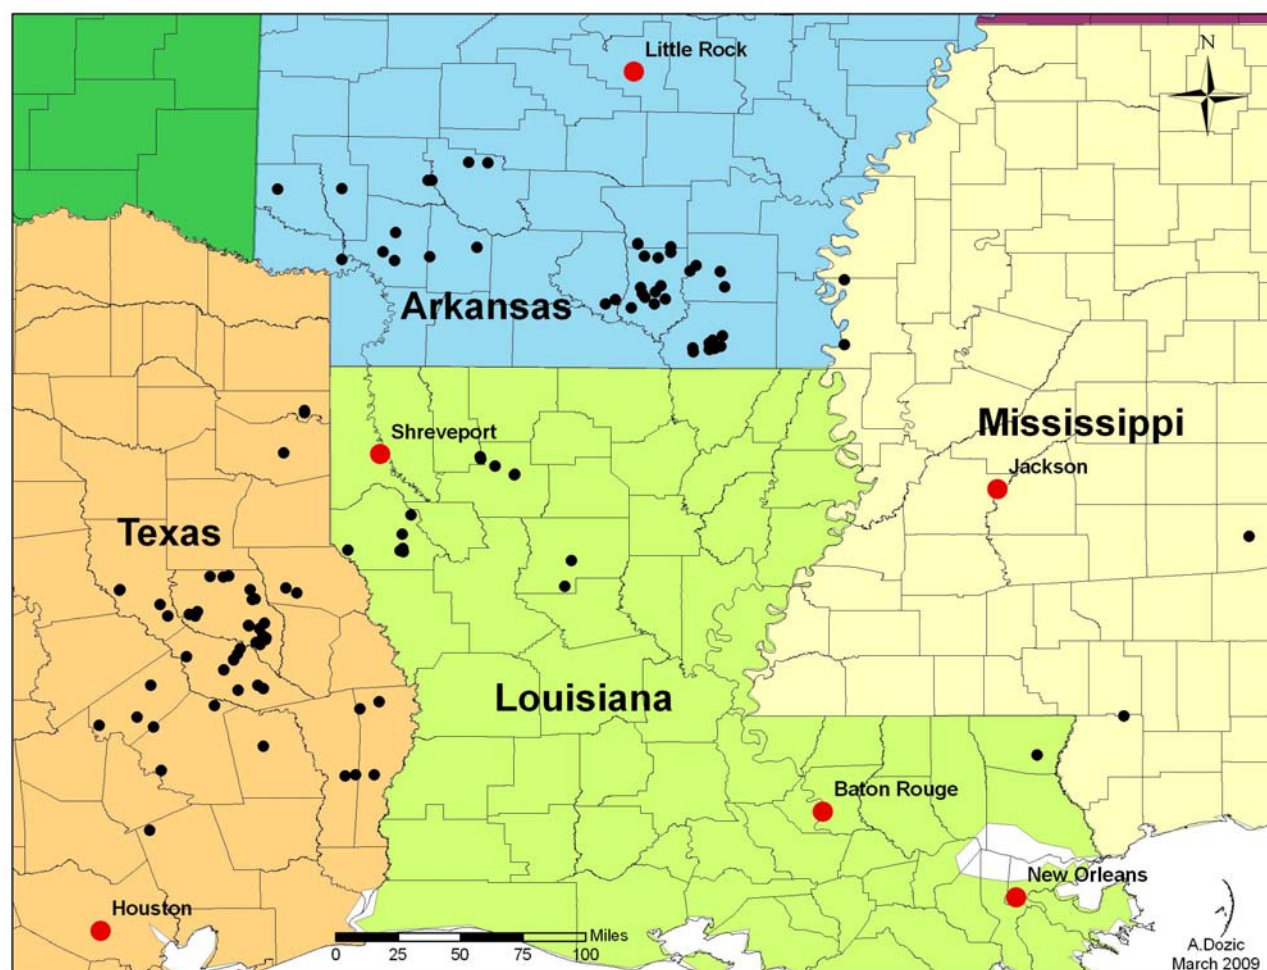 Little Rock
N
Arkansas
Shreveport
Mississippi
Jackson
Texas
Louisiana
Baton Rouge
New Orleans
Houston
Miles
0 25 50 75 100
A.Dozic
March 2009